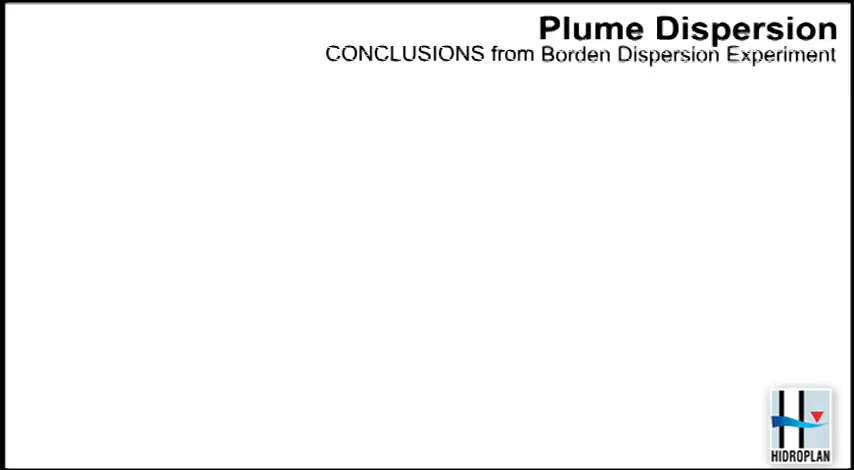 Plume Dispersion
CONCLUSIONS from Borden Dispersion Experiment
HIDROPLAN